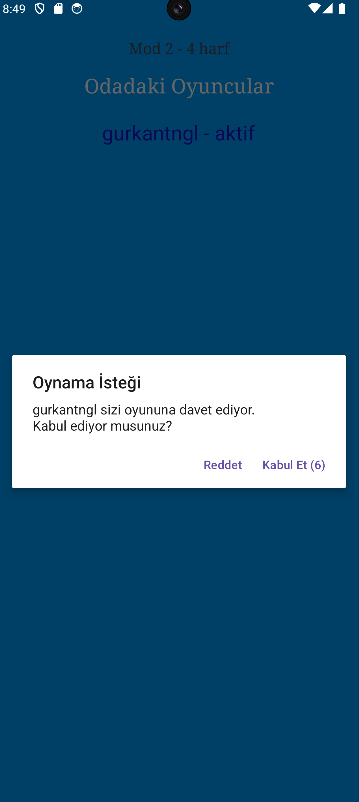 8:49
Mod 2 - 4 harf
Odadaki Oyuncular
gurkantngl - aktif
Oynama İsteği
gurkantngl sizi oyununa davet ediyor.
Kabul ediyor musunuz?
Reddet Kabul Et (6)